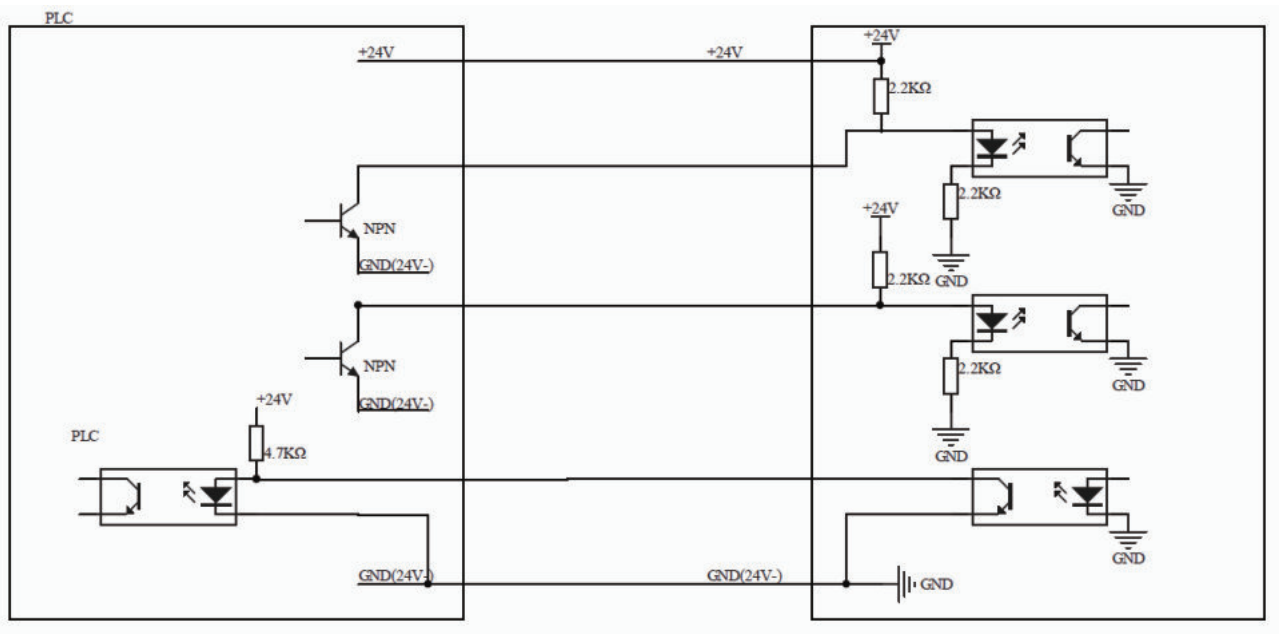 PLC
+24V
+24V
+24V
2.2KΩ
2.2KΩ
GND
+24V
NPN
GND(24V-)
2.2KΩ
GND
2.2KΩ
NPN
GND
GND(24V-)
+24V
PLC
4.7KΩ
GND
GND
GND(24V-)
GND(24V-)
GND